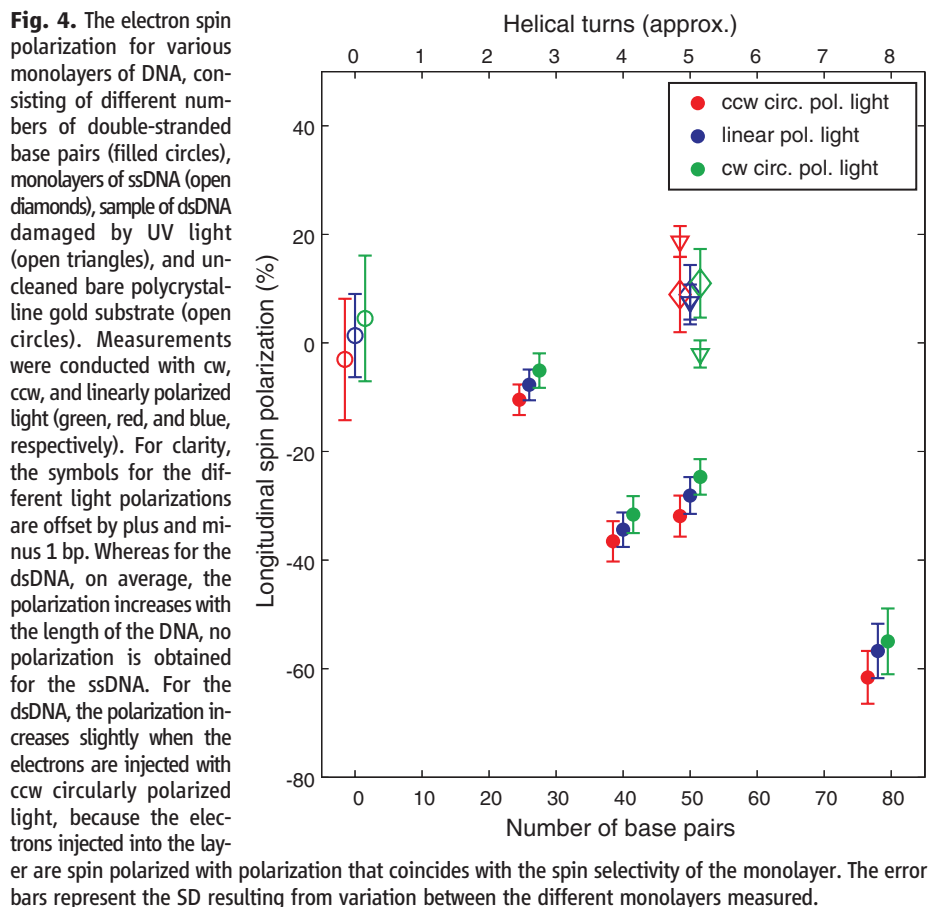 Fig. 4. The electron spin
polarization for various
monolayers of DNA, con-
sisting of different num-
bers of double-stranded
base pairs (filled circles),
monolayers of ssDNA (open
diamonds), sample of dsDNA
damaged by UV light
(open triangles), and un-
cleaned bare polycrystal-
line gold substrate (open
circles). Measurements
were conducted with cw,
ccw, and linearly polarized
light (green, red, and blue,
respectively). For clarity,
the symbols for the dif-
ferent light polarizations
are offset by plus and mi-
nus 1 bp. Whereas for the
dsDNA, on average, the
polarization increases with
the length of the DNA, no
polarization is obtained
for the ssDNA. For the
dsDNA, the polarization in-
creases slightly when the
electrons are injected with
ccw circularly polarized
light, because the elec-
trons injected into the lay-
er are spin polarized with polarization that coincides with the spin selectivity of the monolayer. The error
bars represent the SD resulting from variation between the different monolayers measured.
Helical turns (approx.)
0 1 2 3 4 5 6 7 8
ccw circ. pol. light
linear pol. light
cw circ. pol. light
Longitudinal spin polarization (%)
40
20
0
-20
-40
-60
-80
0 10 20 30 40 50 60 70 80
Number of base pairs